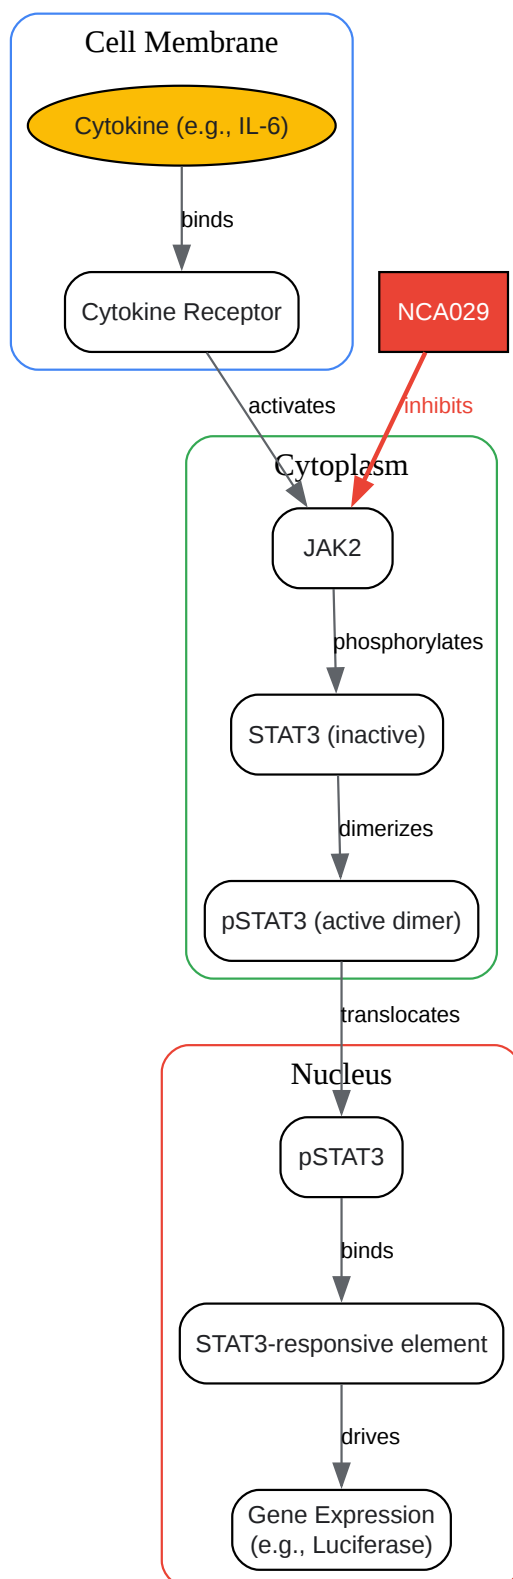 Cell Membrane
Cytokine (e.g., IL-6)
binds
Cytokine Receptor
NCA029
activates
inhibits
Cytoplasm
JAK2
phosphorylates
STAT3 (inactive)
dimerizes
pSTAT3 (active dimer)
translocates
Nucleus
pSTAT3
binds
STAT3-responsive element
drives
Gene Expression
(e.g., Luciferase)